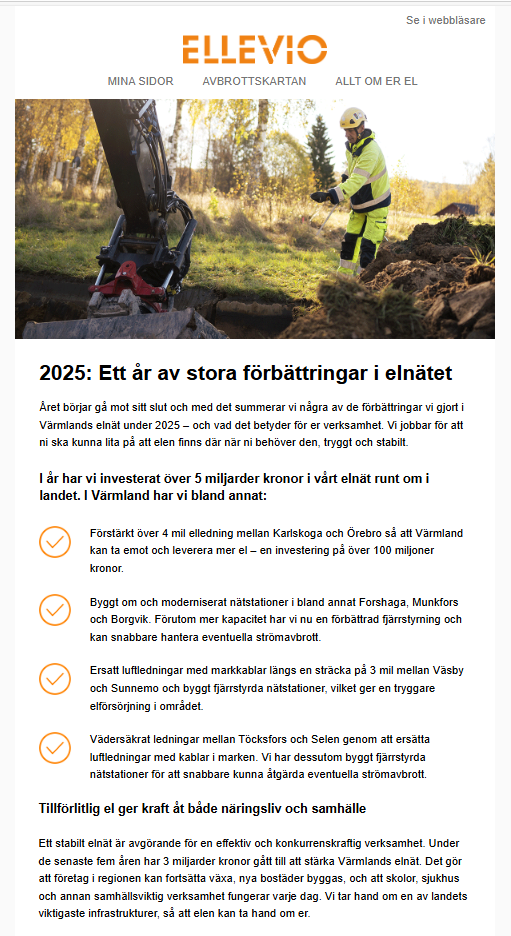 Se i webbläsare
ELLEVIO
MINA SIDOR AVBROTTSKARTAN ALLT OM ER EL
2025: Ett år av stora förbättringar i elnätet
Året börjar gå mot sitt slut och med det summerar vi några av de förbättringar vi gjort i
Värmlands elnät under 2025 – och vad det betyder för er verksamhet. Vi jobbar för att
ni ska kunna lita på att elen finns där när ni behöver den, tryggt och stabilt.
I år har vi investerat över 5 miljarder kronor i vårt elnät runt om i
landet. I Värmland har vi bland annat:
Förstärkt över 4 mil elledning mellan Karlskoga och Örebro så att Värmland
kan ta emot och leverera mer el – en investering på över 100 miljoner
kronor.
Byggt om och moderniserat nätstationer i bland annat Forshaga, Munkfors
och Borgvik. Förutom mer kapacitet har vi nu en förbättrad fjärrstyrning och
kan snabbare hantera eventuella strömavbrott.
Ersatt luftledningar med markkablar längs en sträcka på 3 mil mellan Väsby
och Sunnemo och byggt fjärrstyrda nätstationer, vilket ger en tryggare
elförsörjning i området.
Vädersäkrat ledningar mellan Töcksfors och Selen genom att ersätta
luftledningar med kablar i marken. Vi har dessutom byggt fjärrstyrda
nätstationer för att snabbare kunna åtgärda eventuella strömavbrott.
Tillförlitlig el ger kraft åt både näringsliv och samhälle
Ett stabilt elnät är avgörande för en effektiv och konkurrenskraftig verksamhet. Under
de senaste fem åren har 3 miljarder kronor gått till att stärka Värmlands elnät. Det gör
att företag i regionen kan fortsätta växa, nya bostäder byggas, och att skolor, sjukhus
och annan samhällsviktig verksamhet fungerar varje dag. Vi tar hand om en av landets
viktigaste infrastrukturer, så att elen kan ta hand om er.